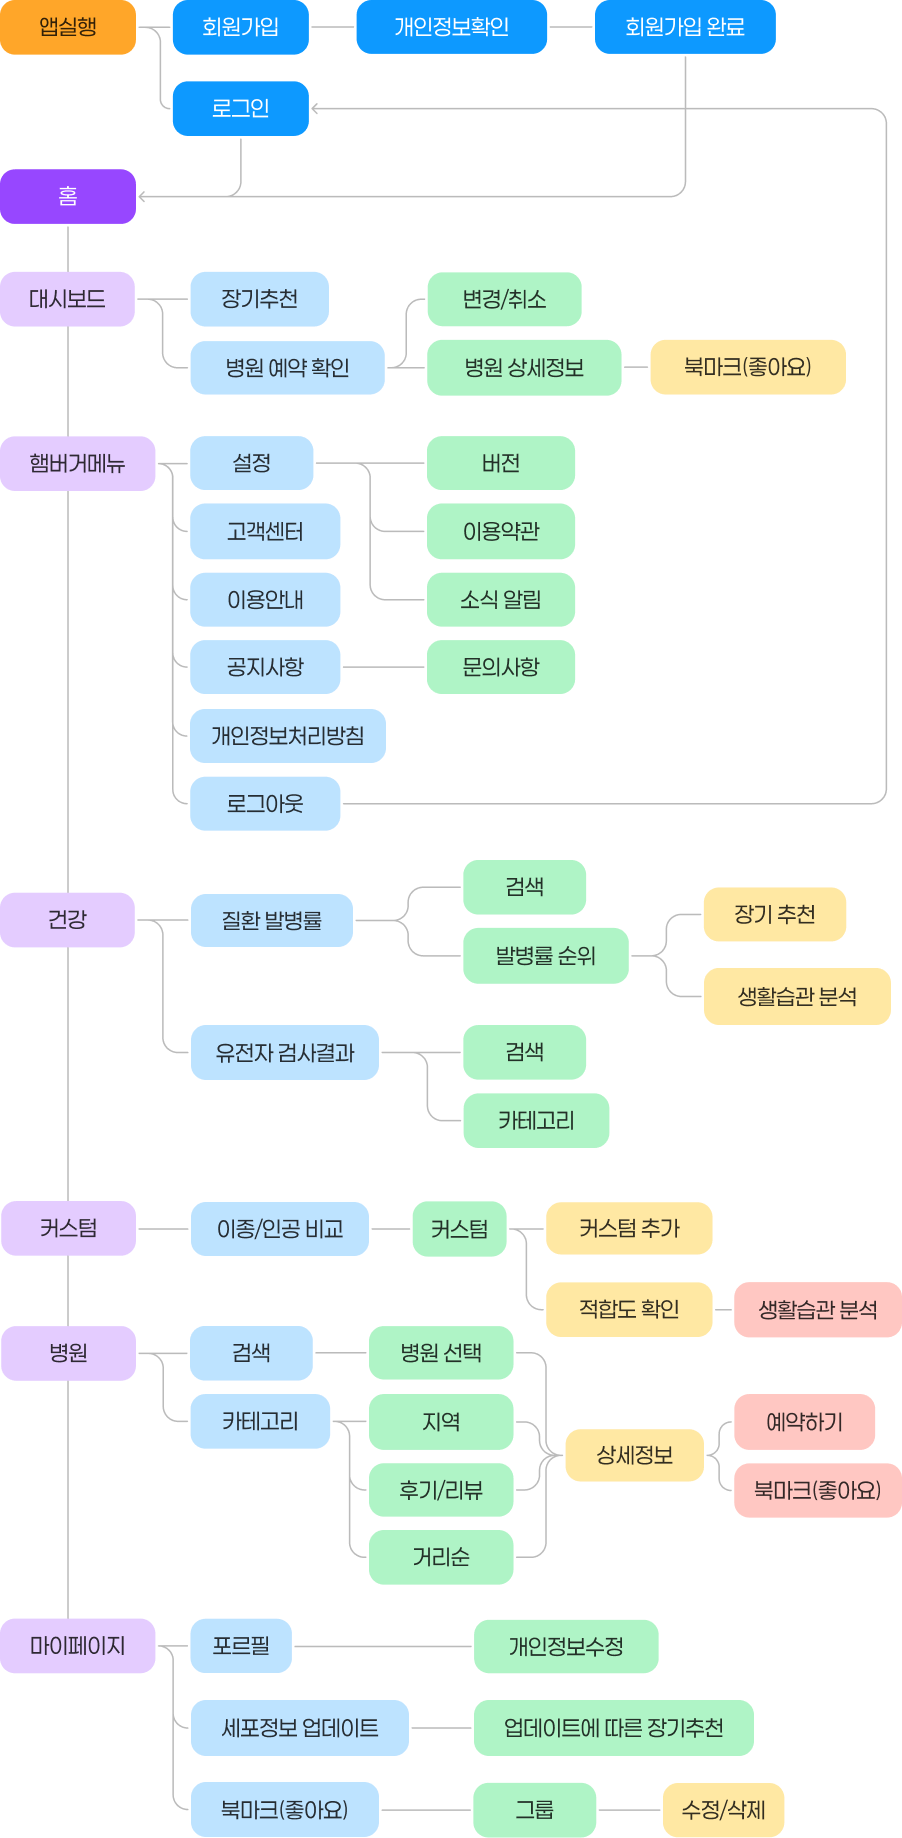 앱실행
회원가입
개인정보확인
회원가입 완료
로그인
홈
대시보드
장기추천
변경/취소
병원 예약 확인
병원 상세정보
북마크(좋아요)
햄버거메뉴
설정
버전
고객센터
이용약관
이용안내
소식 알림
공지사항
문의사항
개인정보처리방침
로그아웃
건강
질환 발병률
검색
장기 추천
발병률 순위
생활습관 분석
유전자 검사결과
검색
카테고리
커스텀
이종/인공 비교
커스텀
커스텀 추가
적합도 확인
생활습관 분석
병원
검색
병원 선택
카테고리
지역
예약하기
상세정보
후기/리뷰
북마크(좋아요)
거리순
마이페이지
포르필
개인정보수정
세포정보 업데이트
업데이트에 따른 장기추천
북마크(좋아요)
그룹
수정/삭제